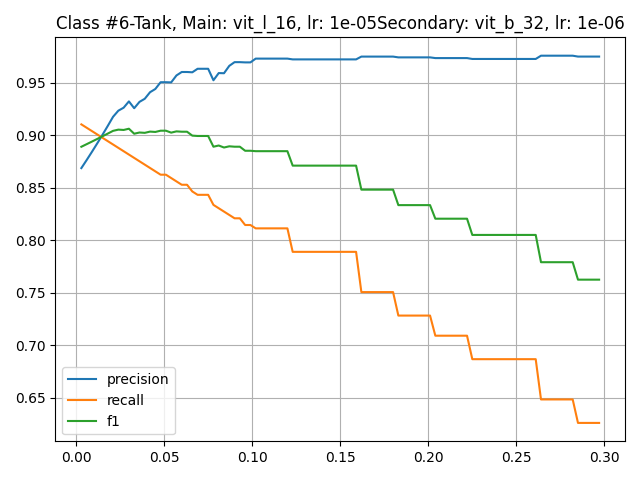 Class #6-Tank, Main: vit_l_16, lr: 1e-05Secondary: vit_b_32, lr: 1e-06
0.95
0.90
0.85
0.80
0.75
0.70
0.65
precision
recall
f1
0.00 0.05 0.10 0.15 0.20 0.25 0.30